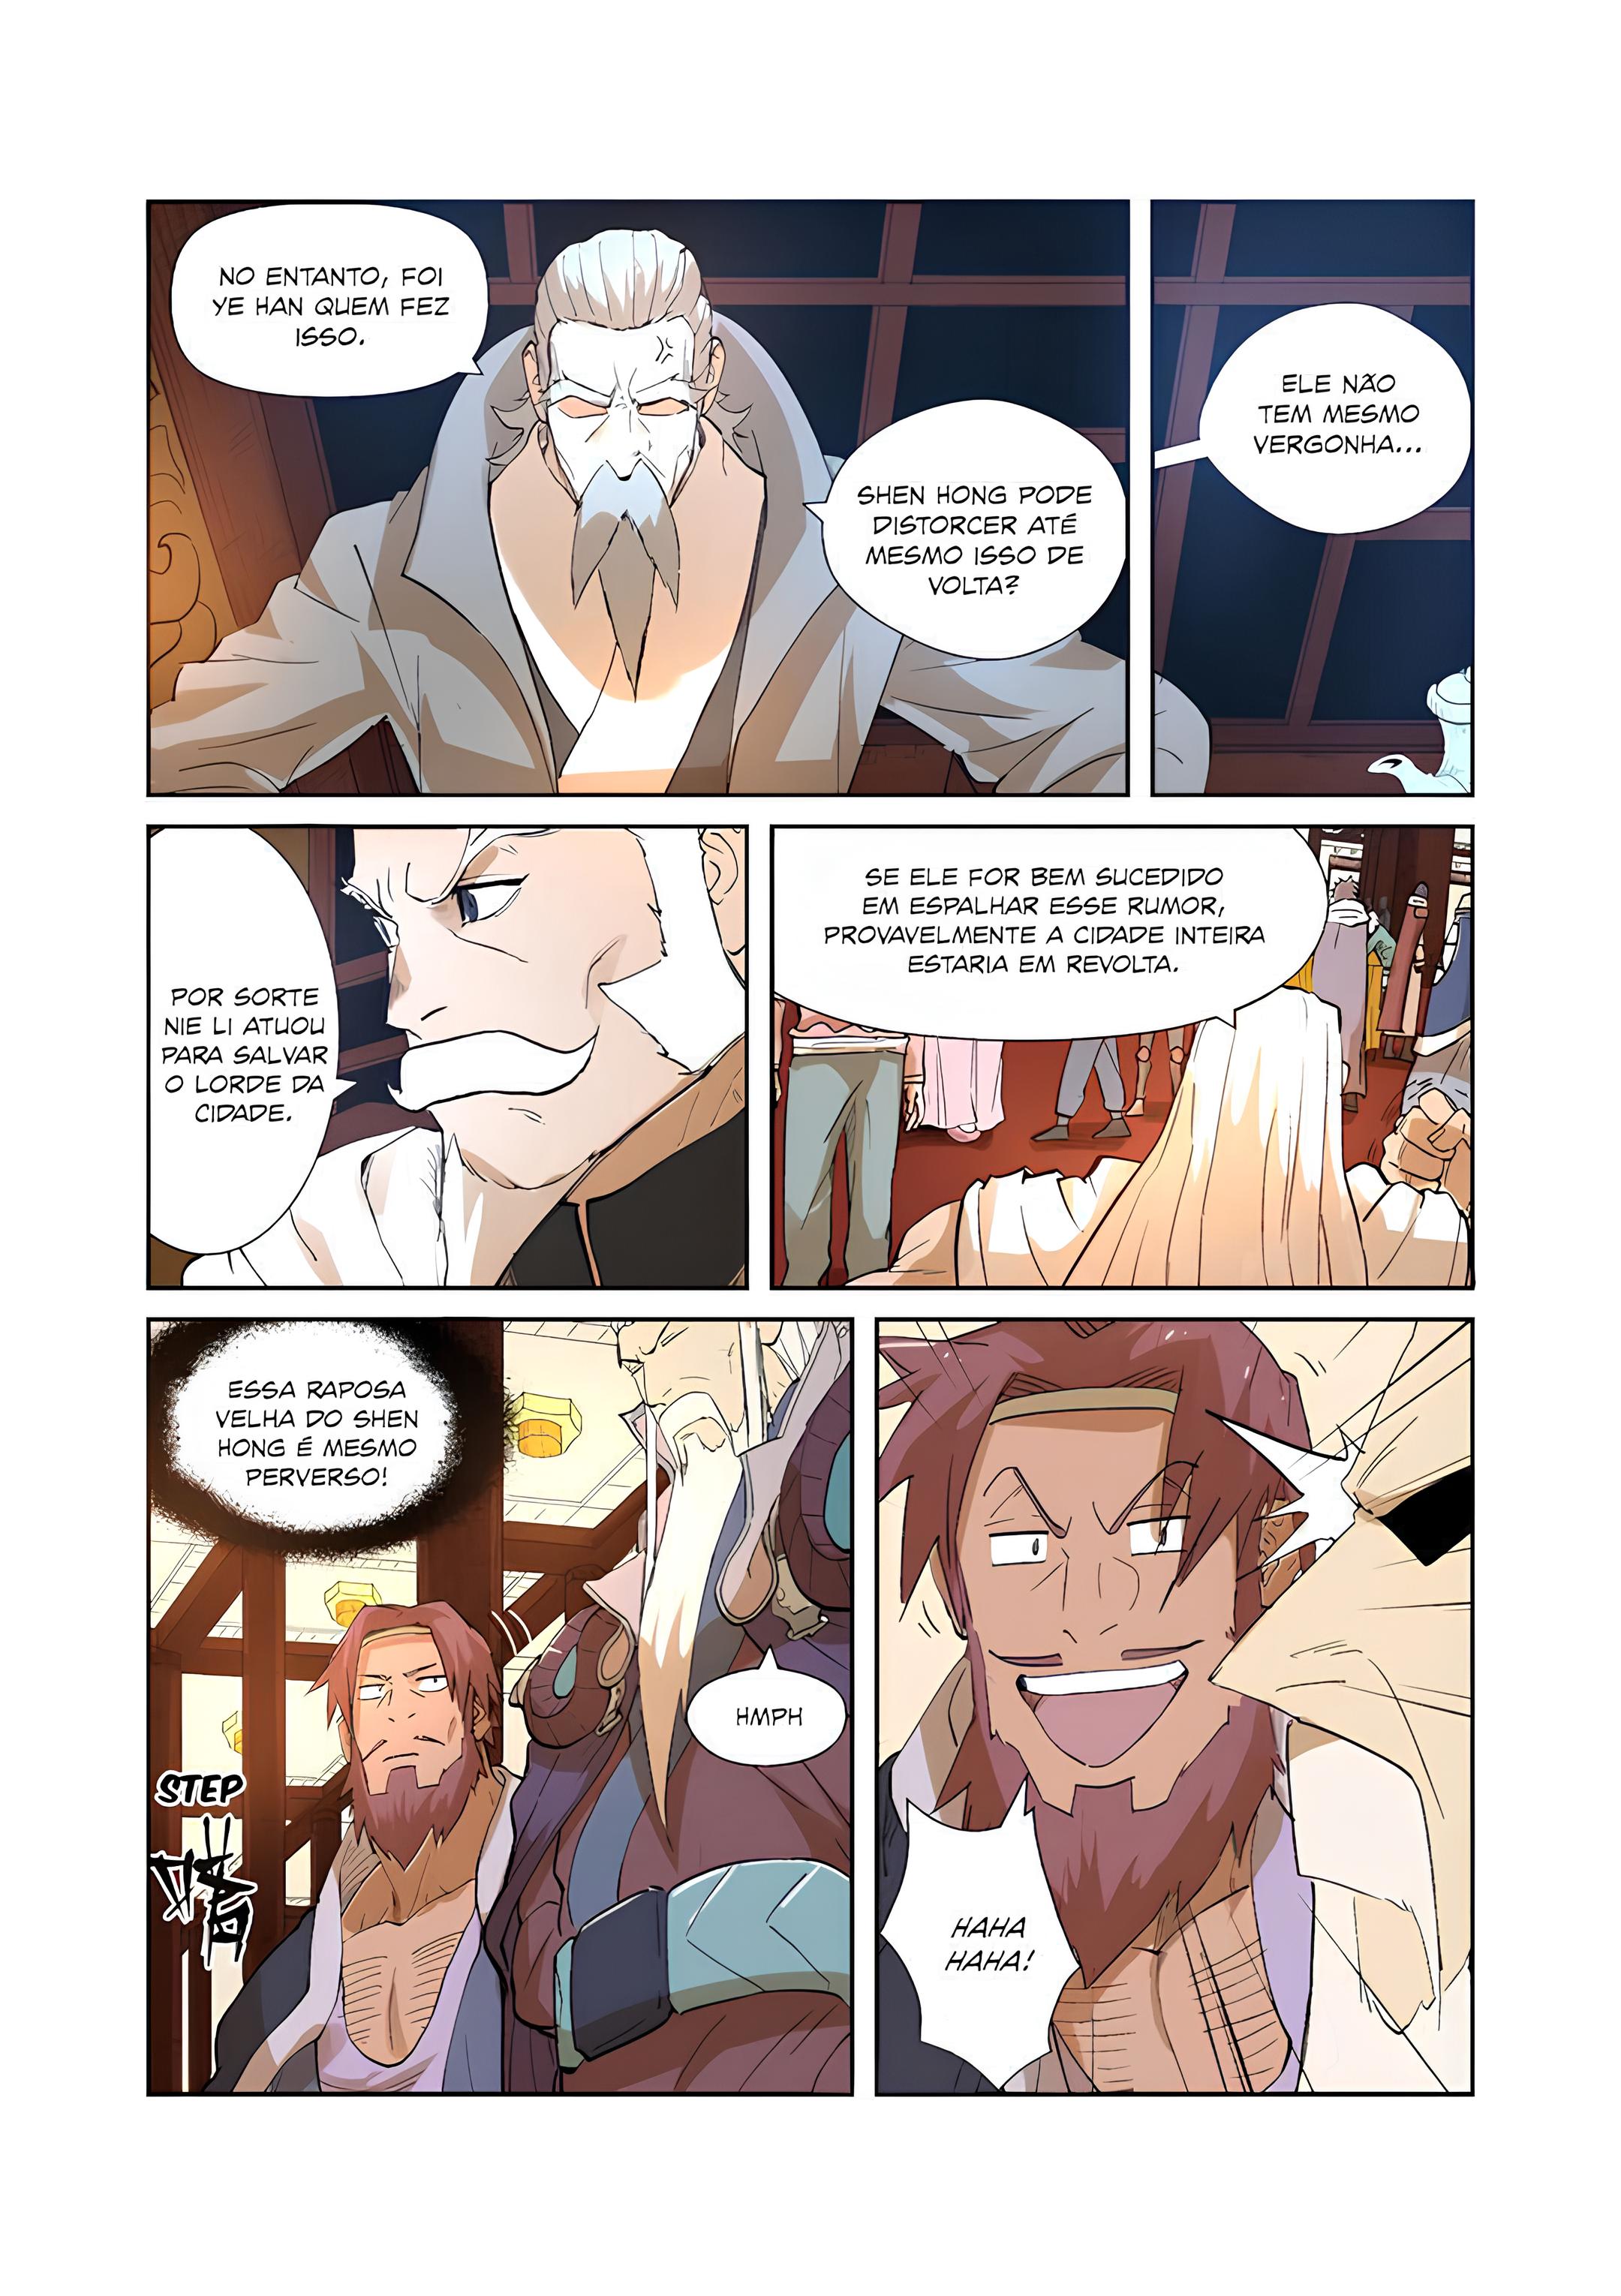 NO ENTANTO, FOI
YE HAN QUEM FEZ
ISSO.
SHEN HONG PODE
DISTORCER ATÉ
MESMO ISSO DE
VOLTA?
ELE NÃO
TEM MESMO
VERGONHA...
POR SORTE
NIE LI ATUOU
PARA SALVAR
O LORDE DA
CIDADE.
SE ELE FOR BEM SUCEDIDO
EM ESPALHAR ESSE RUMOR,
PROVAVELMENTE A CIDADE INTEIRA
ESTARIA EM REVOLTA.
ESSA RAPOSA
VELHA DO SHEN
HONG É MESMO
PERVERSO!
HMPH
STEP
HAHA
HAHA!